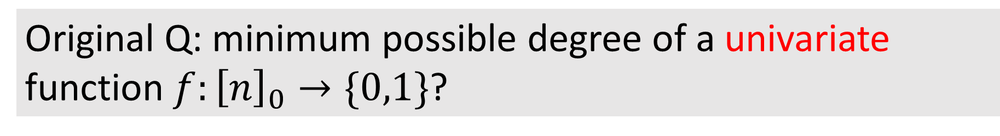 Original Q: minimum possible degree of a univariate
function 𝑓: [𝑛]₀ → {0,1}?